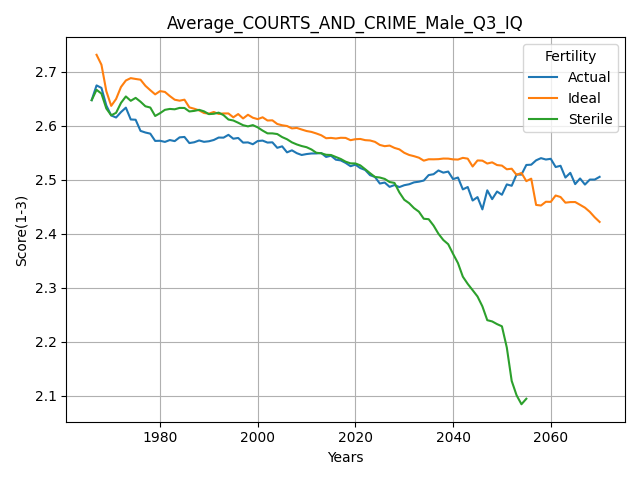 Average_COURTS_AND_CRIME_Male_Q3_IQ
Fertility
Actual
Ideal
Sterile
Score(1-3)
2.7
2.6
2.5
2.4
2.3
2.2
2.1
1980 2000 2020 2040 2060
Years